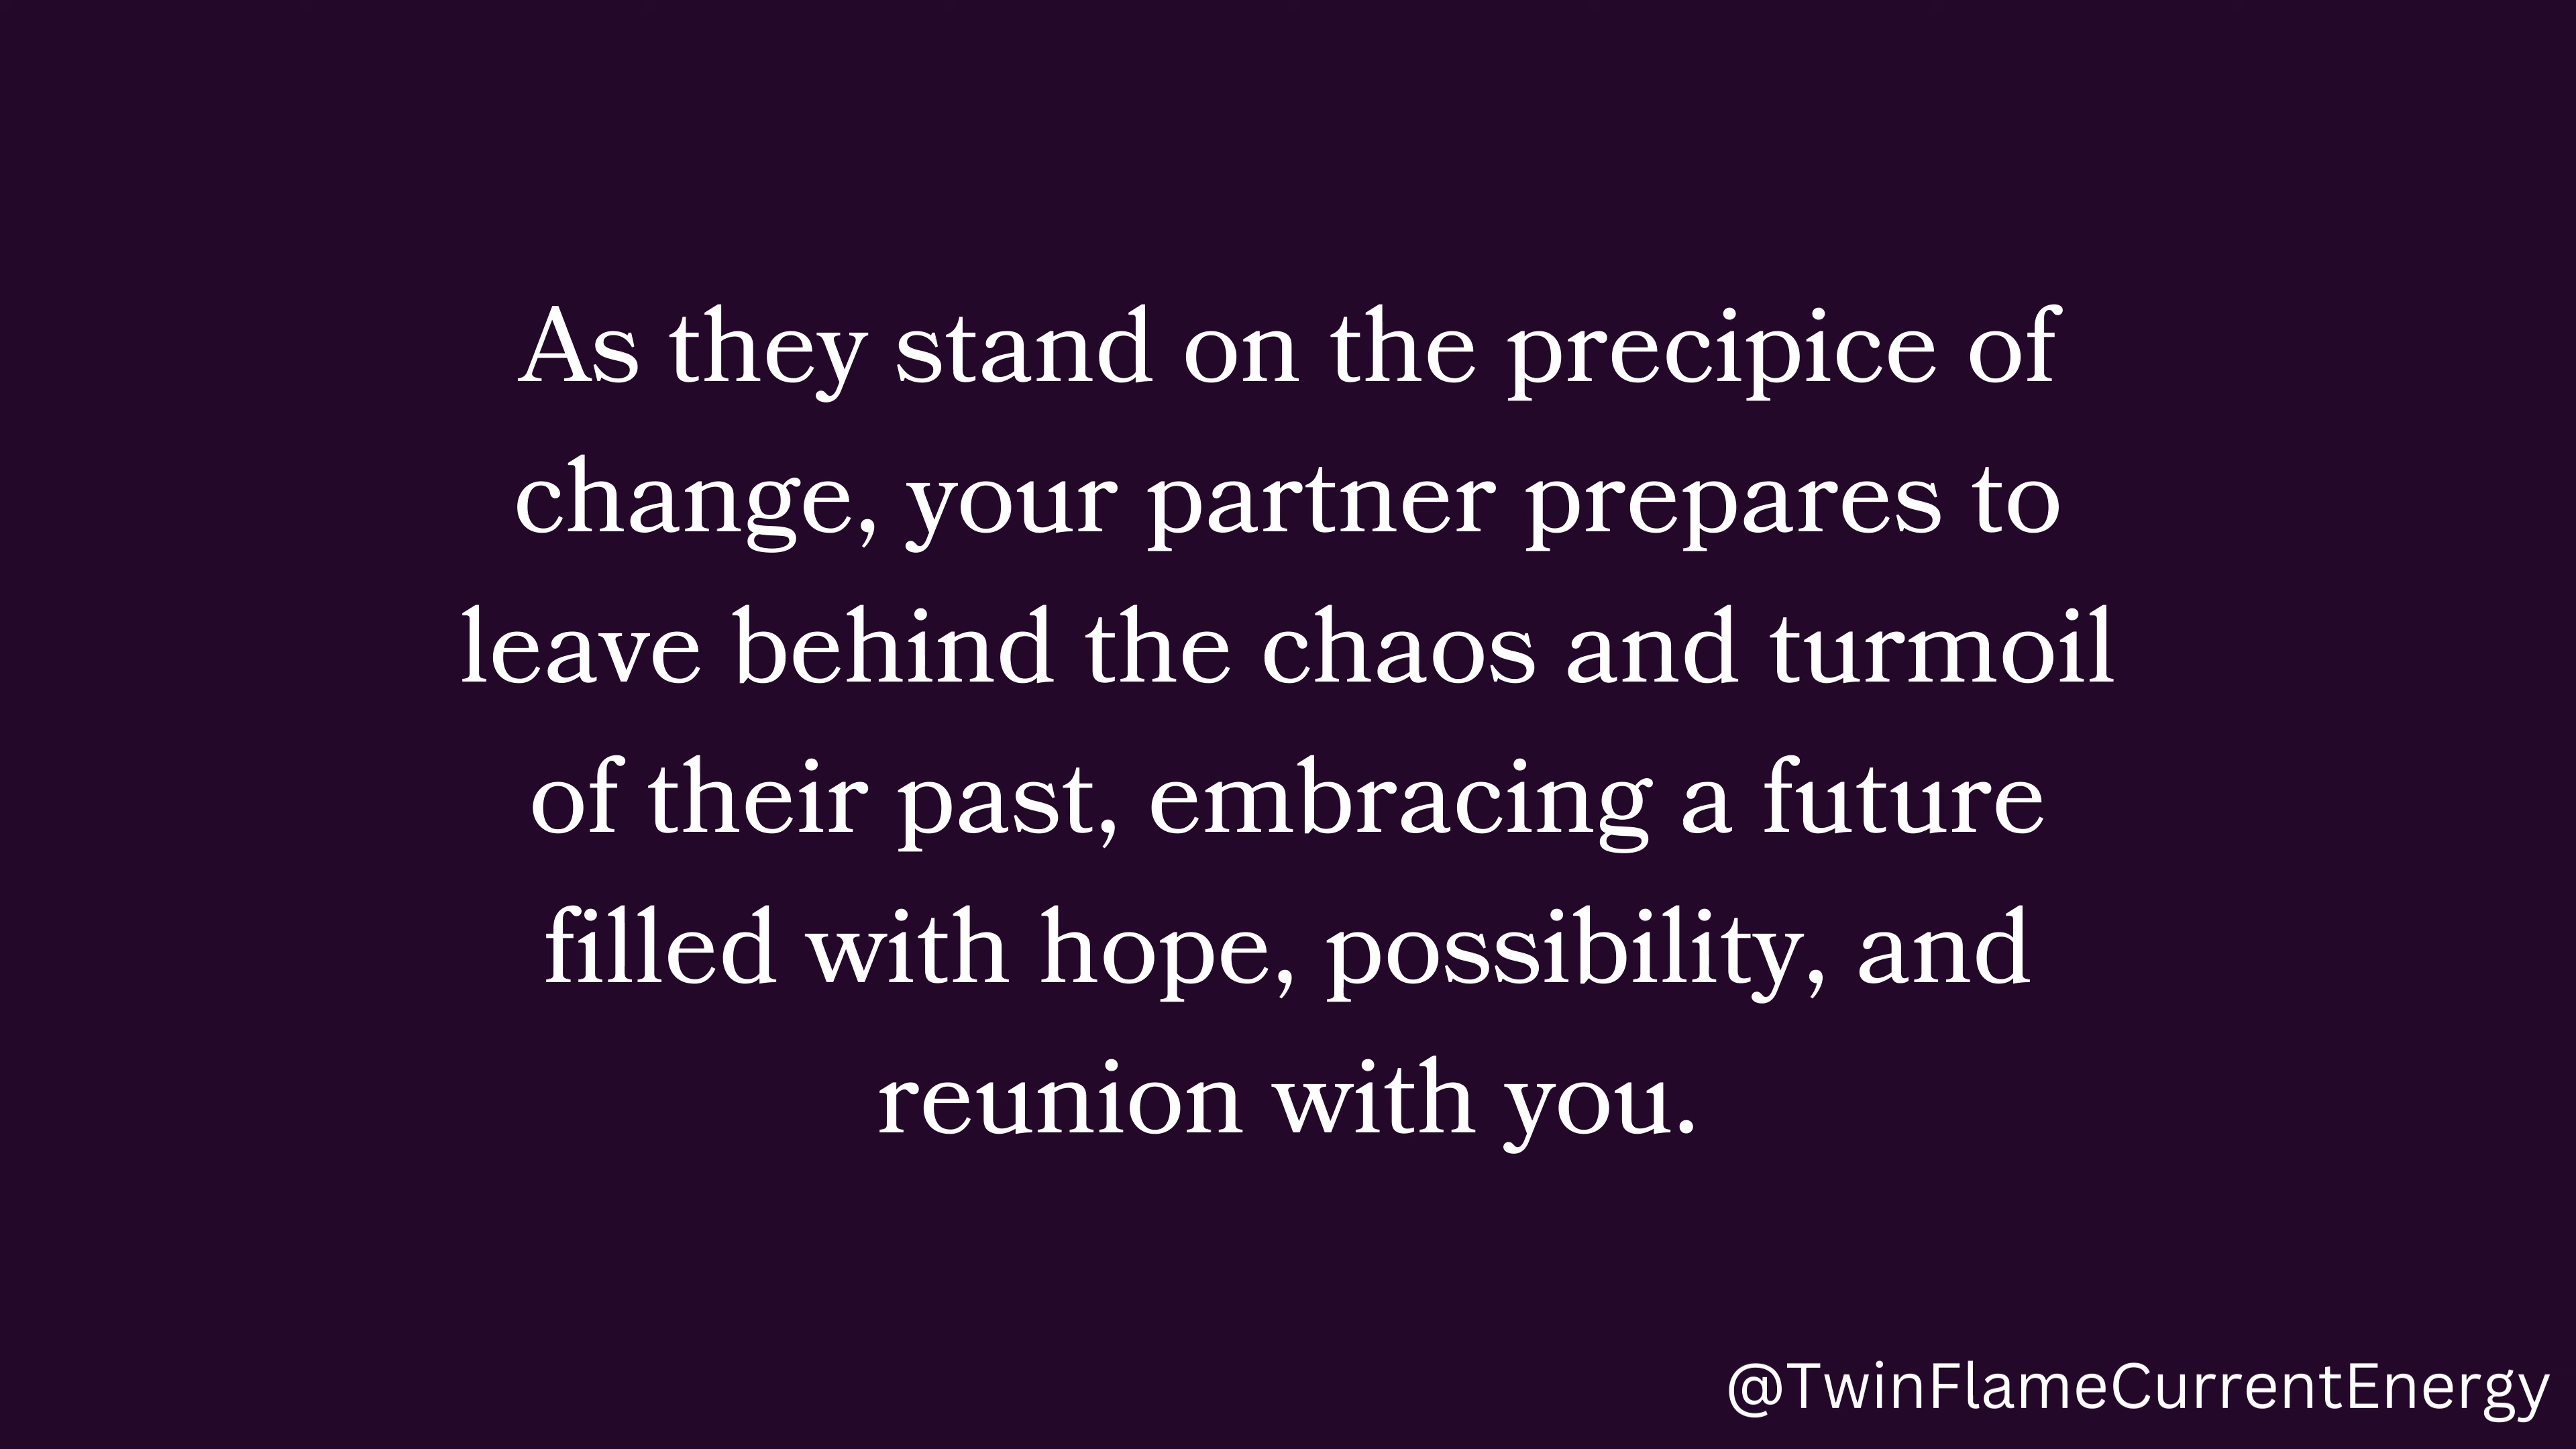 As they stand on the precipice of
change, your partner prepares to
leave behind the chaos and turmoil
of their past, embracing a future
filled with hope, possibility, and
reunion with you.
@TwinFlameCurrentEnergy